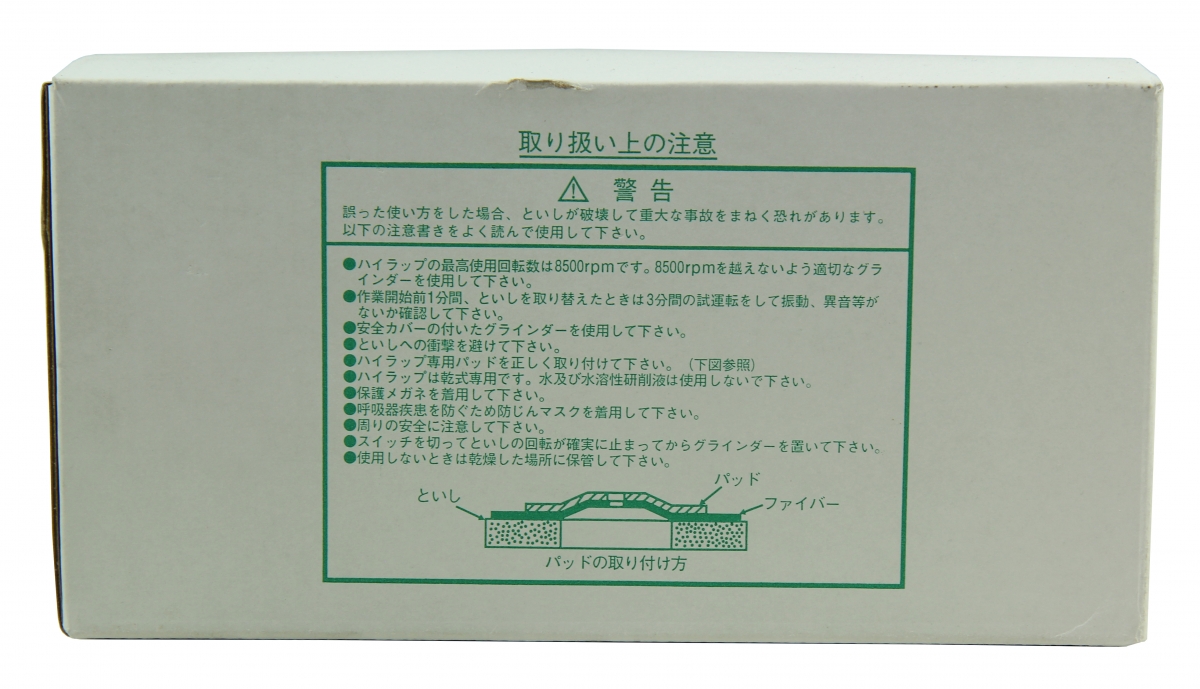 取り扱い上の注意
⚠ 警告
誤った使い方をした場合、といしが破壊して重大な事故をまねく恐れがあります。
以下の注意書きをよく読んで使用して下さい。
●ハイラップの最高使用回転数は8500rpmです。8500rpmを越えないよう適切なグラ
インダーを使用して下さい。
●作業開始前1分間、といしを取り替えたときは3分間の試運転をして振動、異音等が
ないか確認して下さい。
●安全カバーの付いたグラインダーを使用して下さい。
●といしへの衝撃を避けて下さい。
●ハイラップ専用パッドを正しく取り付けて下さい。（下図参照）
●ハイラップは乾式専用です。水及び水溶性研削液は使用しないで下さい。
●保護メガネを着用して下さい。
●呼吸器疾患を防ぐため防じんマスクを着用して下さい。
●周りの安全に注意して下さい。
●スイッチを切ってといしの回転が確実に止まってからグラインダーを置いて下さい。
●使用しないときは乾燥した場所に保管して下さい。
パッド
といし
ファイバー
パッドの取り付け方